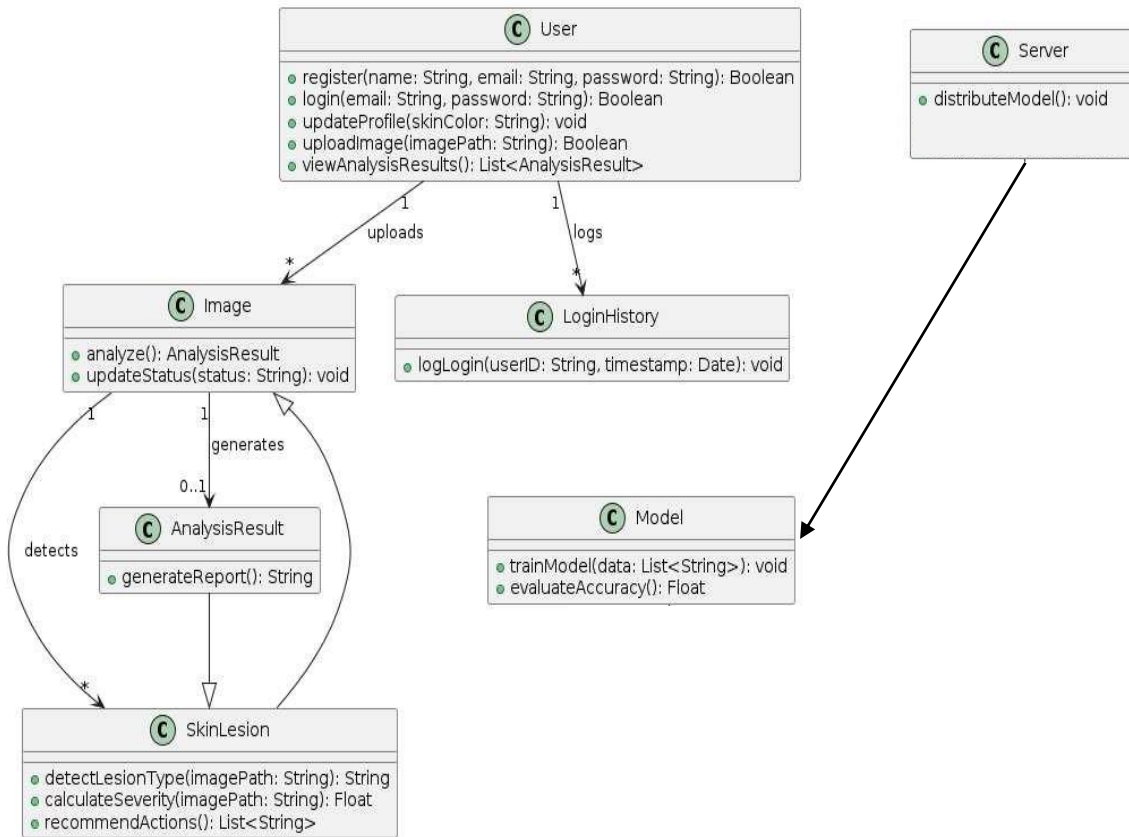 C User
register(name: String, email: String, password: String): Boolean
login(email: String, password: String): Boolean
updateProfile(skinColor: String): void
uploadImage(imagePath: String): Boolean
viewAnalysisResults(): List<AnalysisResult>
C Server
distributeModel(): void
1
uploads
*
1
logs
*
C Image
analyze(): AnalysisResult
updateStatus(status: String): void
C LoginHistory
logLogin(userID: String, timestamp: Date): void
1
detects
*
1
generates
0..1
C AnalysisResult
generateReport(): String
C Model
trainModel(data: List<String>): void
evaluateAccuracy(): Float
C SkinLesion
detectLesionType(imagePath: String): String
calculateSeverity(imagePath: String): Float
recommendActions(): List<String>